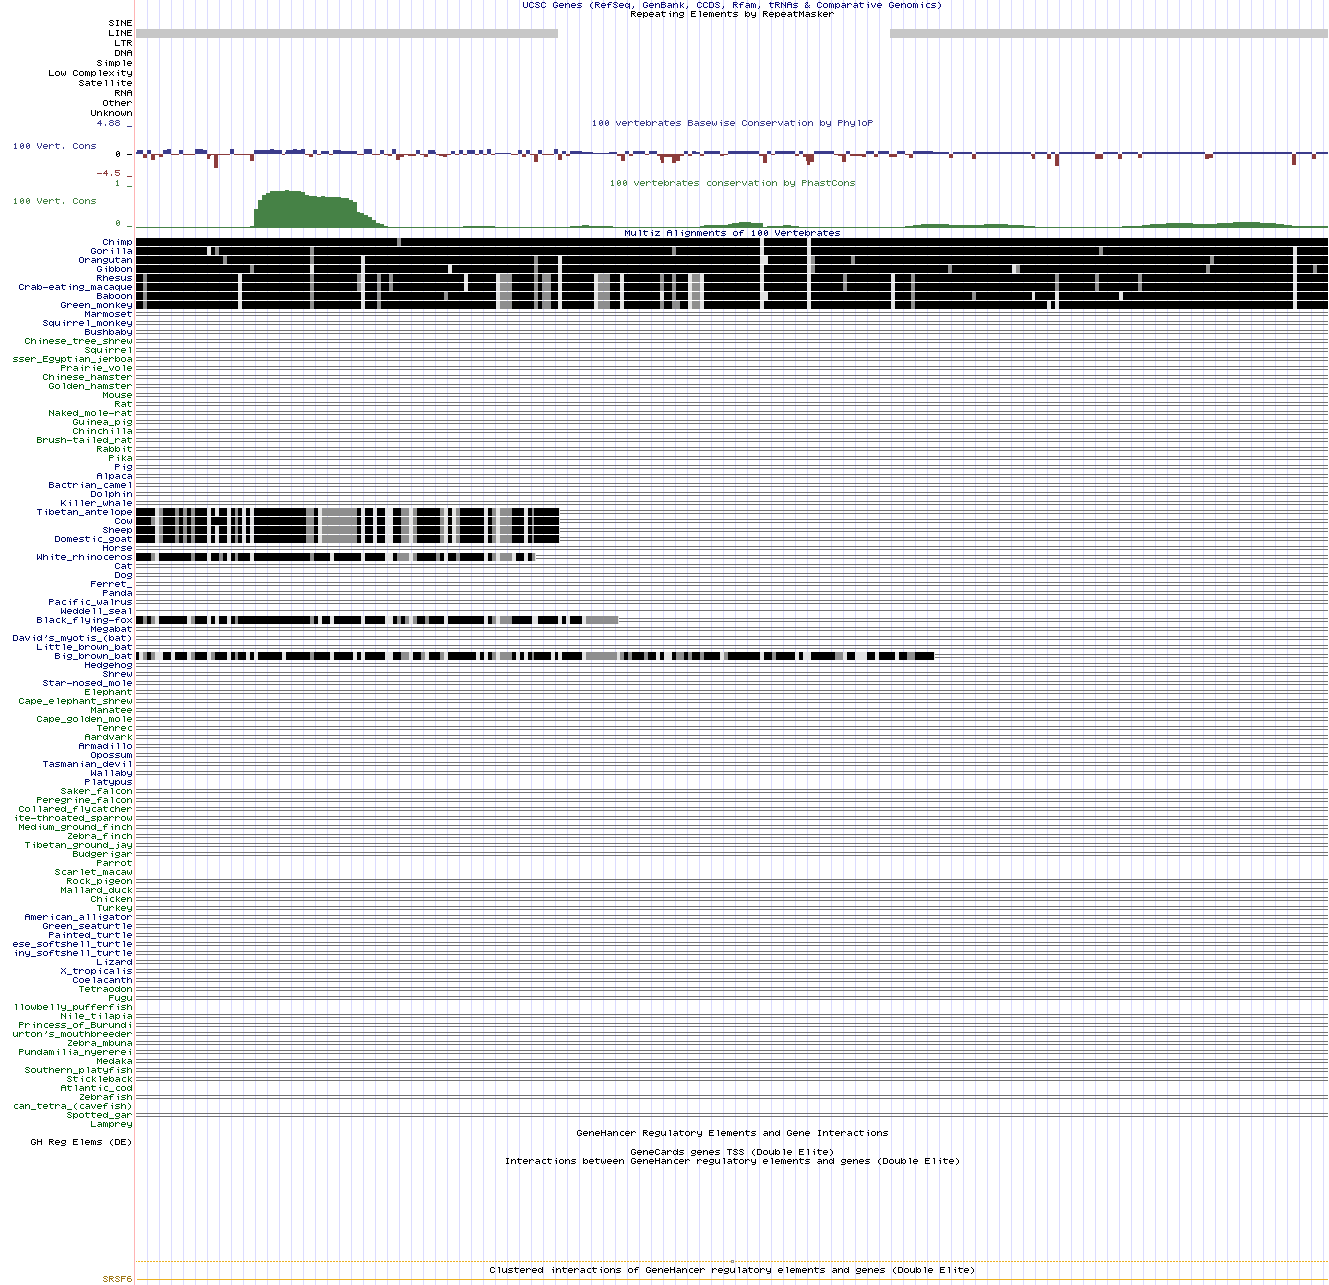 UCSC Genes (RefSeq, GenBank, CCDS, Rfam, tRNAs & Comparative Genomics)
Repeating Elements by RepeatMasker
SINE
LINE
LTR
DNA
Simple
Low Complexity
Satellite
RNA
Other
Unknown
4.88 _
100 vertebrates Basewise Conservation by PhyloP
100 Vert. Cons
0 _
-4.5 _
1 _
100 vertebrates conservation by PhastCons
100 Vert. Cons
0 _
Multiz Alignments of 100 Vertebrates
Chimp
Gorilla
Orangutan
Gibbon
Rhesus
Crab-eating_macaque
Baboon
Green_monkey
Marmoset
Squirrel_monkey
Bushbaby
Chinese_tree_shrew
Squirrel
sser_Egyptian_jerboa
Prairie_vole
Chinese_hamster
Golden_hamster
Mouse
Rat
Naked_mole-rat
Guinea_pig
Chinchilla
Brush-tailed_rat
Rabbit
Pika
Pig
Alpaca
Bactrian_camel
Dolphin
Killer_whale
Tibetan_antelope
Cow
Sheep
Domestic_goat
Horse
White_rhinoceros
Cat
Dog
Ferret_
Panda
Pacific_walrus
Weddell_seal
Black_flying-fox
Megabat
David's_myotis_(bat)
Little_brown_bat
Big_brown_bat
Hedgehog
Shrew
Star-nosed_mole
Elephant
Cape_elephant_shrew
Manatee
Cape_golden_mole
Tenrec
Aardvark
Armadillo
Opossum
Tasmanian_devil
Wallaby
Platypus
Saker_falcon
Peregrine_falcon
Collared_flycatcher
ite-throated_sparrow
Medium_ground_finch
Zebra_finch
Tibetan_ground_jay
Budgerigar
Parrot
Scarlet_macaw
Rock_pigeon
Mallard_duck
Chicken
Turkey
American_alligator
Green_seaturtle
Painted_turtle
ese_softshell_turtle
iny_softshell_turtle
Lizard
X_tropicalis
Coelacanth
Tetraodon
Fugu
llowbelly_pufferfish
Nile_tilapia
Princess_of_Burundi
urton's_mouthbreeder
Zebra_mbuna
Pundamilia_nyererei
Medaka
Southern_platyfish
Stickleback
Atlantic_cod
Zebrafish
can_tetra_(cavefish)
Spotted_gar
Lamprey
GeneHancer Regulatory Elements and Gene Interactions
GH Reg Elems (DE)
GeneCards genes TSS (Double Elite)
Interactions between GeneHancer regulatory elements and genes (Double Elite)
Clustered interactions of GeneHancer regulatory elements and genes (Double Elite)
SRSF6